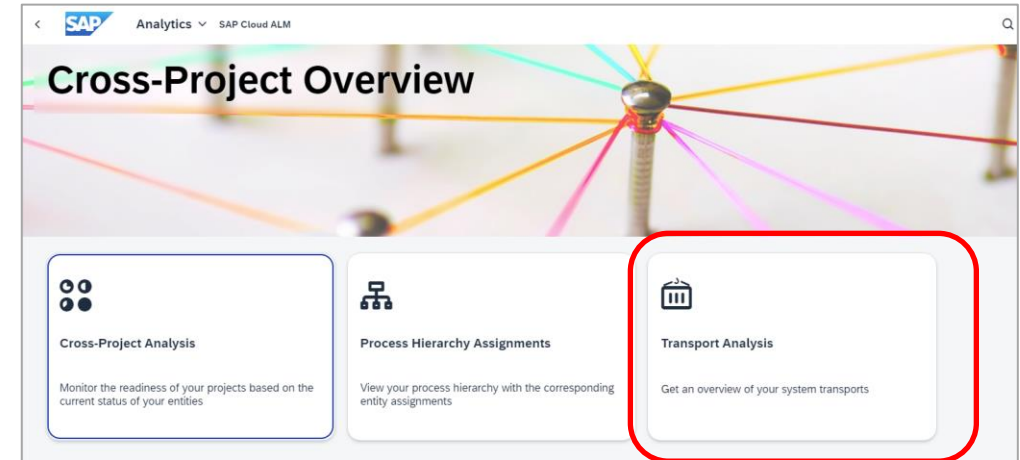 SAP Analytics SAP Cloud ALM
Cross-Project Overview
Cross-Project Analysis
Monitor the readiness of your projects based on the
current status of your entities
Process Hierarchy Assignments
View your process hierarchy with the corresponding
entity assignments
Transport Analysis
Get an overview of your system transports